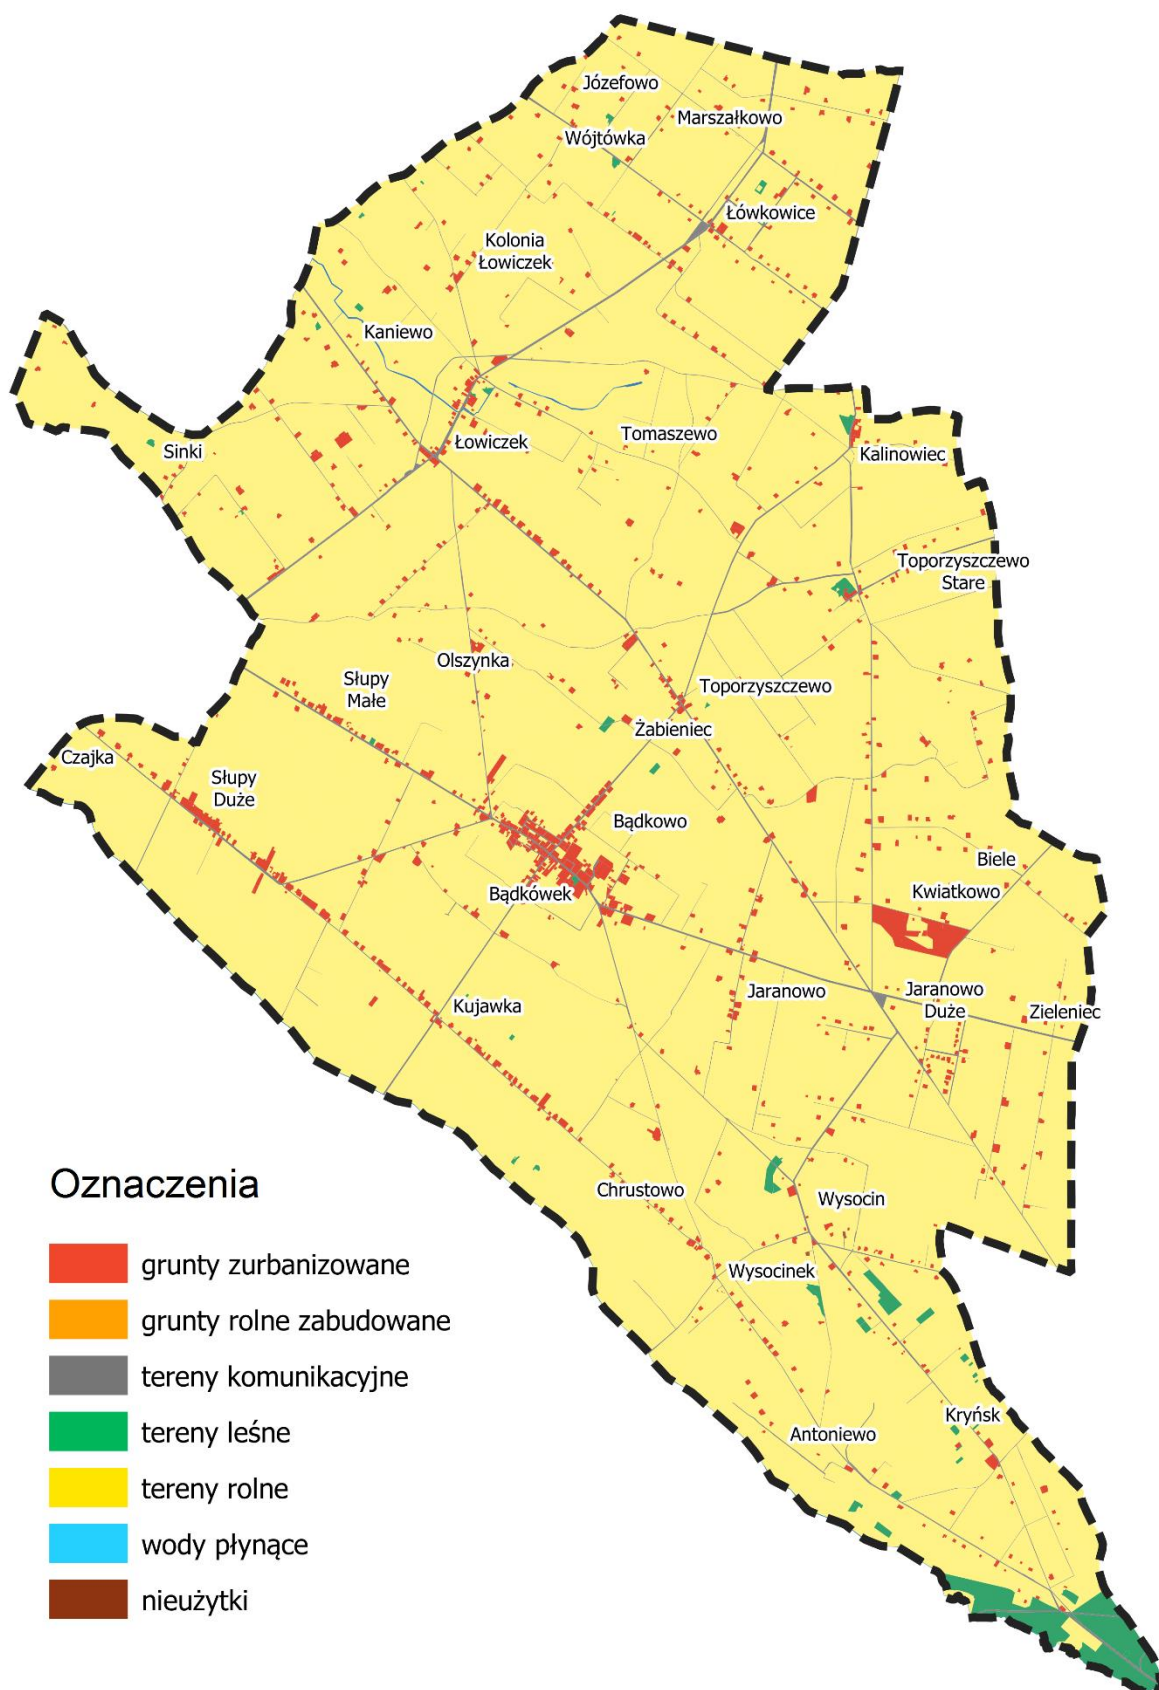 Józefowo
Marszałkowo
Wójtówka
Łówkowice
Kolonia
Łowiczek
Kaniewo
Tomaszewo
Łowiczek
Sinki
Kalinowiec
Toporzyszczewo
Stare
Olszynka
Słupy
Małe
Toporzyszczewo
Żabieniec
Czajka
Słupy
Duże
Bądkowo
Biele
Kwiatkowo
Bądkówek
Jaranowo
Jaranowo
Duże
Zieleniec
Kujawka
Chrustowo
Wysocin
Wysocinek
Kryńsk
Antoniewo
Oznaczenia
grunty zurbanizowane
grunty rolne zabudowane
tereny komunikacyjne
tereny leśne
tereny rolne
wody płynące
nieużytki